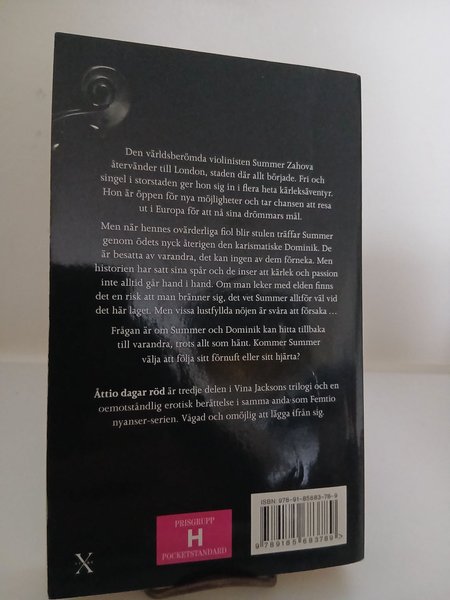 Den världsberömda violinisten Summer Zahova
återvänder till London, staden där allt började. Fri och
singel i storstaden ger hon sig in i flera heta kärleksäventyr.
Hon är öppen för nya möjligheter och tar chansen att resa
ut i Europa för att nå sina drömmars mål.
Men när hennes ovärderliga fiol blir stulen träffar Summer
genom ödets nyck återigen den karismatiske Dominik. De
är besatta av varandra, det kan ingen av dem förneka. Men
historien har satt sina spår och de inser att kärlek och passion
inte alltid går hand i hand. Om man leker med elden finns
det en risk att man bränner sig, det vet Summer alltför väl vid
det här laget. Men vissa lustfyllda nöjen är svåra att försaka ...
Frågan är om Summer och Dominik kan hitta tillbaka
till varandra, trots allt som hänt. Kommer Summer
välja att följa sitt förnuft eller sitt hjärta?
Åttio dagar röd är tredje delen i Vina Jacksons trilogi och en
oemotståndlig erotisk berättelse i samma anda som Femtio
nyanser-serien. Vågad och omöjlig att lägga ifrån sig.
ISBN: 978-91-85683-78-9
9 789185 683789 >
PRISGRUPP
H
POCKETSTANDARD
X